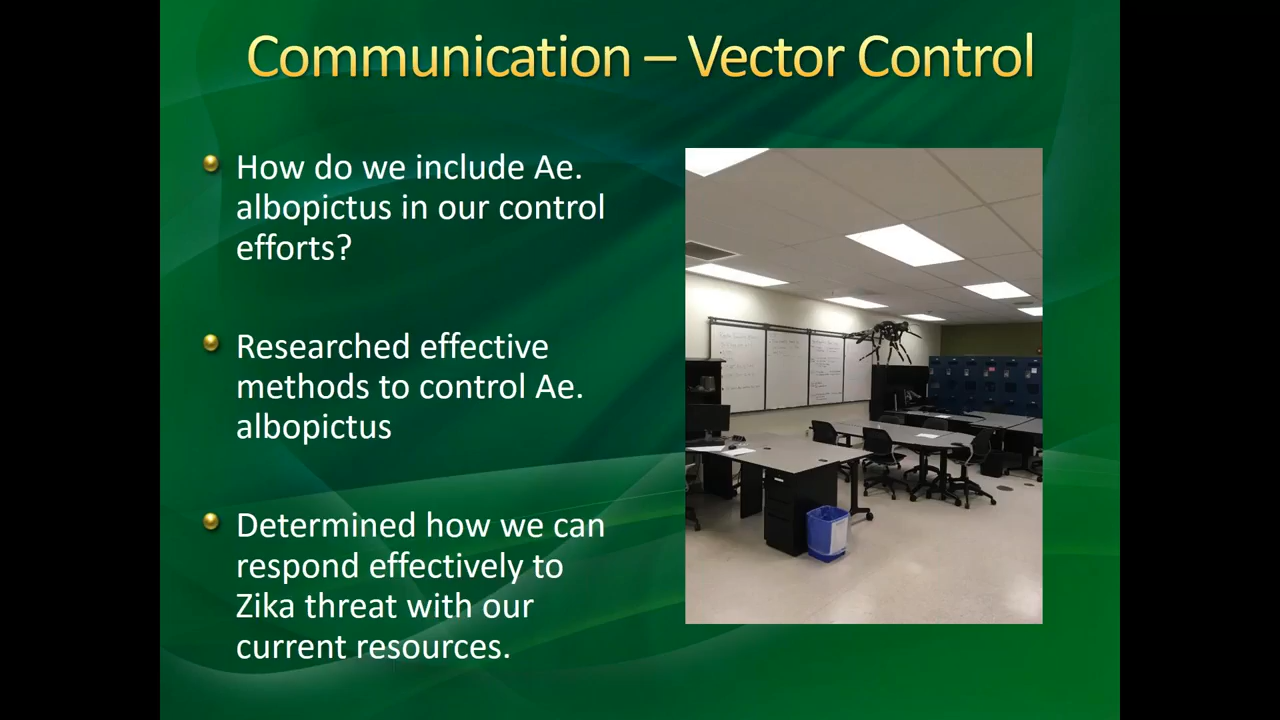 Communication – Vector Control
How do we include Ae.
albopictus in our control
efforts?
Researched effective
methods to control Ae.
albopictus
Determined how we can
respond effectively to
Zika threat with our
current resources.